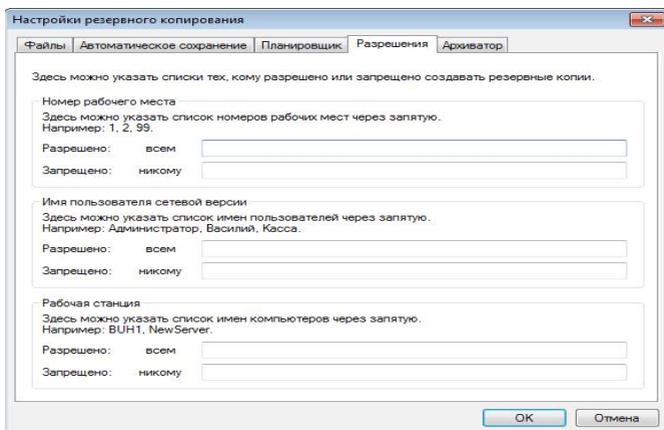 Настройки резервного копирования
Файлы Автоматическое сохранение Планировщик Разрешения Архиватор
Здесь можно указать списки тех, кому разрешено или запрещено создавать резервные копии.
Номер рабочего места
Здесь можно указать список номеров рабочих мест через запятую.
Например: 1, 2, 99.
Разрешено: всем
Запрещено: никому
Имя пользователя сетевой версии
Здесь можно указать список имен пользователей через запятую.
Например: Администратор, Василий, Касса.
Разрешено: всем
Запрещено: никому
Рабочая станция
Здесь можно указать список имен компьютеров через запятую.
Например: BUH1, NewServer.
Разрешено: всем
Запрещено: никому
OK Отмена